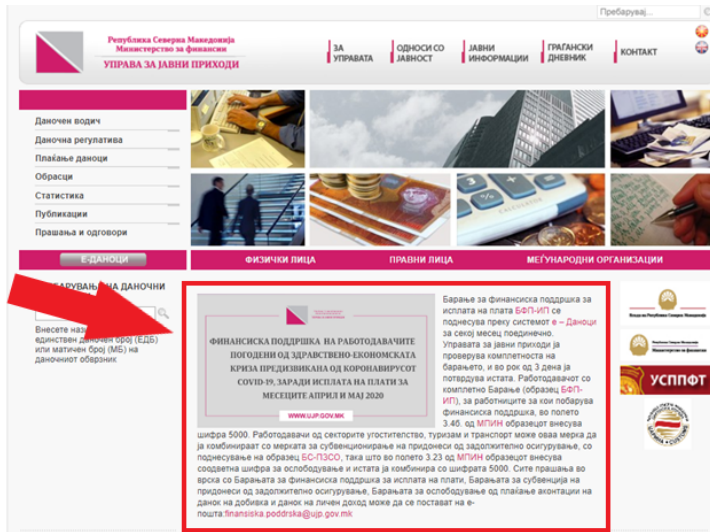 Пребарувај...
Република Северна Македонија
Министерство за финансии
УПРАВА ЗА ЈАВНИ ПРИХОДИ
ЗА УПРАВАТА
ОДНОСИ СО ЈАВНОСТ
ЈАВНИ ИНФОРМАЦИИ
ГРАЃАНСКИ ДНЕВНИК
КОНТАКТ
Даночен водич
Даночна регулатива
Плаќање даноци
Обрасци
Статистика
Публикации
Прашања и одговори
Е-ДАНОЦИ
ФИЗИЧКИ ЛИЦА
ПРАВНИ ЛИЦА
МЕЃУНАРОДНИ ОРГАНИЗАЦИИ
НА ДАНОЧНИ
Внесете
единствен даночен број (ЕДБ)
или матичен број (МБ) на
даночниот обврзник
ФИНАНСИСКА ПОДДРШКА НА РАБОТОДАВАЧИТЕ
ПОГОДЕНИ ОД ЗДРАВСТВЕНО-ЕКОНОМСКАТА
КРИЗА ПРЕДИЗВИКАНА ОД КОРОНАВИРУСОТ
COVID-19, ЗАРАДИ ИСПЛАТА НА ПЛАТИ ЗА
МЕСЕЦИТЕ АПРИЛ И МАЈ 2020
WWW.UJP.GOV.MK
Барање за финансиска поддршка за
исплата на плата БФП-ИП се
поднесува преку системот е – Даноци
за секој месец поединечно.
Управата за јавни приходи ја
проверува комплетноста на
барањето, и во рок од 3 дена ја
потврдува истата. Работодавачот со
комплетно Барање (образец БФП-
ИП), за работниците за кои побарува
финансиска поддршка, во полето
3.4б. од МПИН образецот внесува
шифра 5000. Работодавачи од секторите угостителство, туризам и транспорт може оваа мерка да
ја комбинираат со мерката за субвенционирање на придонеси од задолжително осигурување, со
поднесување на образец БС-ПЗСО, така што во полето 3.23 од МПИН образецот внесува
соодветна шифра за ослободување и истата ја комбинира со шифрата 5000. Сите прашања во
врска со Барањата за финансиска поддршка за исплата на плати, Барањата за субвенција на
придонеси од задолжително осигурување, Барањата за ослободување од плаќање аконтации на
данок на добивка и данок на личен доход може да се постават на е-
пошта:finansiska.poddrska@ujp.gov.mk
УСППФТ